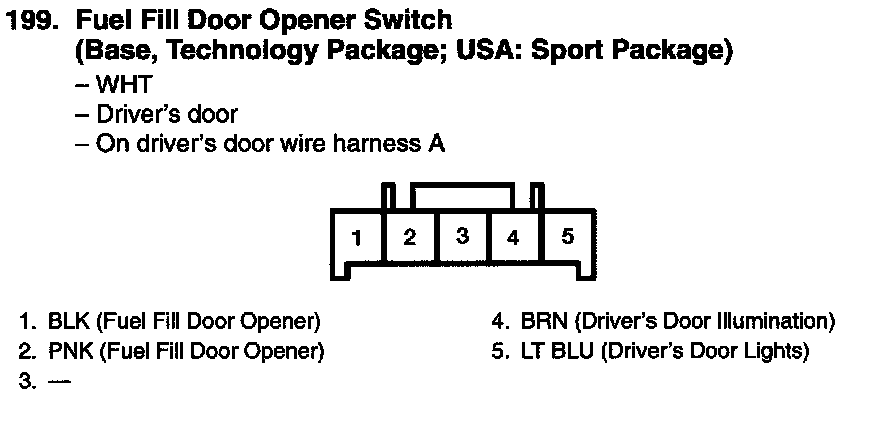 199. Fuel Fill Door Opener Switch
(Base, Technology Package; USA: Sport Package)
– WHT
– Driver's door
– On driver's door wire harness A
1 2 3 4 5
1. BLK (Fuel Fill Door Opener)
2. PNK (Fuel Fill Door Opener)
3. —
4. BRN (Driver's Door Illumination)
5. LT BLU (Driver's Door Lights)